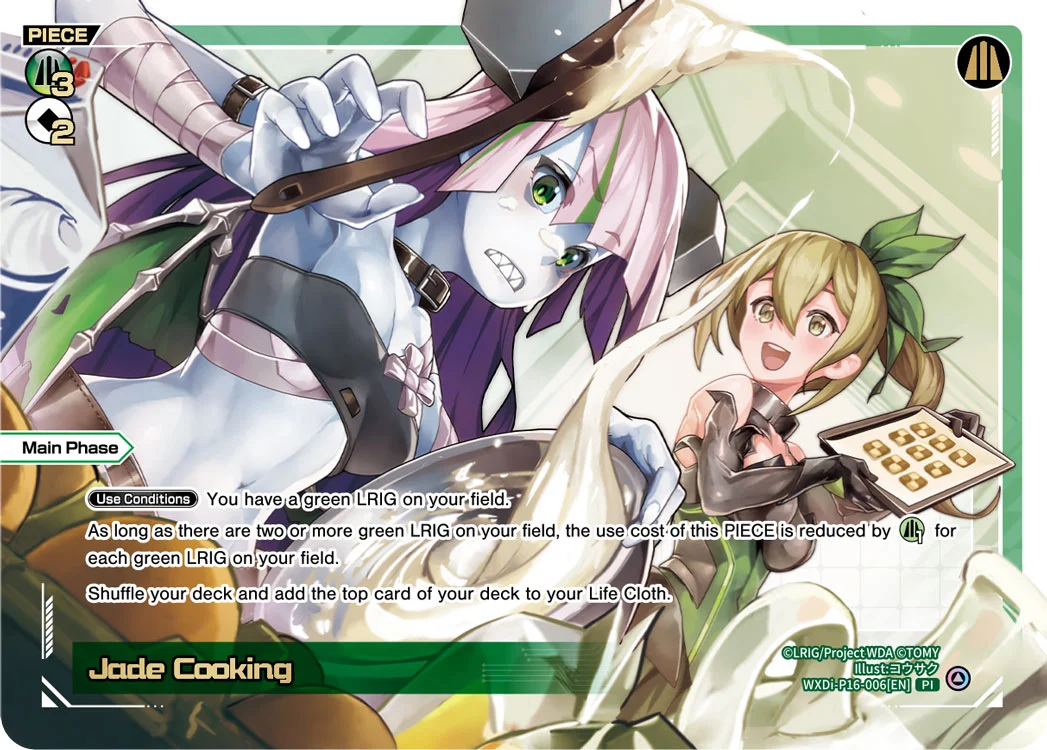 PIECE
3
2
Main Phase
Use Conditions You have a green LRIG on your field.
As long as there are two or more green LRIG on your field, the use cost of this PIECE is reduced by 1 for
each green LRIG on your field.
Shuffle your deck and add the top card of your deck to your Life Cloth.
Jade Cooking
©LRIG/Project WDA ©TOMY
Illust:コウサク
WXDi-P16-006[EN] PI